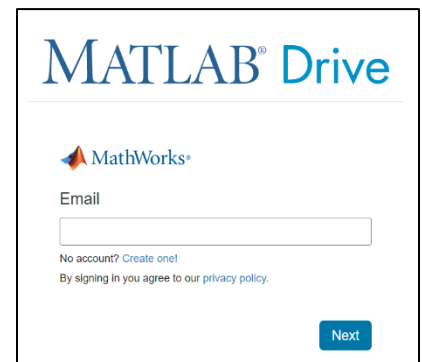 MATLAB® Drive
MathWorks®
Email
No account? Create one!
By signing in you agree to our privacy policy.
Next